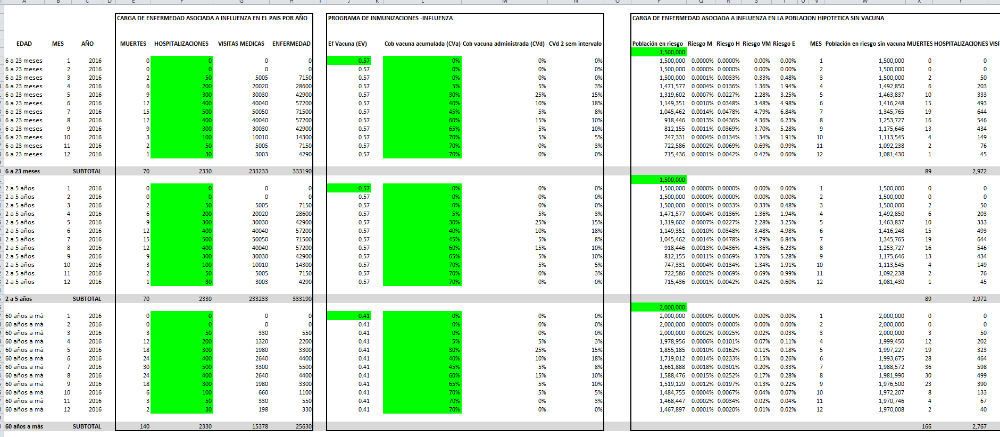 A B C D E F G H I J K L M N O P Q R S T U V W X Y
CARGA DE ENFERMEDAD ASOCIADA A INFLUENZA EN EL PAIS POR AÑO PROGRAMA DE INMUNIZACIONES -INFLUENZA CARGA DE ENFERMEDAD ASOCIADA A INFLUENZA EN LA POBLACION HIPOTETICA SIN VACUNA
EDAD MES AÑO MUERTES HOSPITALIZACIONES VISITAS MEDICAS ENFERMEDAD Ef Vacuna (EV) Cob vacuna acumulada (CVa) Cob vacuna administrada (CVd) CVd 2 sem intervalo Población en riesgo Riesgo M Riesgo H Riesgo VM Riesgo E MES Población en riesgo sin vacuna MUERTES HOSPITALIZACIONES VISI
1,500,000
6 a 23 meses 1 2016 0 0 0 0 0.57 0% 0% 0% 1,500,000 0.0000% 0.0000% 0.00% 0.00% 1 1,500,000 0 0
6 a 23 meses 2 2016 0 0 0 0 0.57 0% 0% 0% 1,500,000 0.0000% 0.0000% 0.00% 0.00% 2 1,500,000 0 0
6 a 23 meses 3 2016 2 50 5005 7150 0.57 0% 0% 0% 1,500,000 0.0001% 0.0033% 0.33% 0.48% 3 1,500,000 2 50
6 a 23 meses 4 2016 6 200 20020 28600 0.57 5% 5% 3% 1,471,577 0.0004% 0.0136% 1.36% 1.94% 4 1,492,850 6 203
6 a 23 meses 5 2016 9 300 30030 42900 0.57 30% 25% 15% 1,319,602 0.0007% 0.0227% 2.28% 3.25% 5 1,463,837 10 333
6 a 23 meses 6 2016 12 400 40040 57200 0.57 40% 10% 18% 1,149,351 0.0010% 0.0348% 3.48% 4.98% 6 1,416,248 15 493
6 a 23 meses 7 2016 15 500 50050 71500 0.57 45% 5% 8% 1,045,462 0.0014% 0.0478% 4.79% 6.84% 7 1,345,765 19 644
6 a 23 meses 8 2016 12 400 40040 57200 0.57 60% 15% 10% 918,446 0.0013% 0.0436% 4.36% 6.23% 8 1,253,727 16 546
6 a 23 meses 9 2016 9 300 30030 42900 0.57 65% 5% 10% 812,155 0.0011% 0.0369% 3.70% 5.28% 9 1,175,646 13 434
6 a 23 meses 10 2016 3 100 10010 14300 0.57 70% 5% 5% 747,331 0.0004% 0.0134% 1.34% 1.91% 10 1,113,545 4 149
6 a 23 meses 11 2016 2 50 5005 7150 0.57 70% 0% 3% 722,586 0.0002% 0.0069% 0.69% 0.99% 11 1,092,238 2 76
6 a 23 meses 12 2016 1 30 3003 4290 0.57 70% 0% 0% 715,436 0.0001% 0.0042% 0.42% 0.60% 12 1,081,430 1 45
6 a 23 meses SUBTOTAL 70 2330 233233 333190 89 2,972
1,500,000
2 a 5 años 1 2016 0 0 0 0 0.57 0% 0% 0% 1,500,000 0.0000% 0.0000% 0.00% 0.00% 1 1,500,000 0 0
2 a 5 años 2 2016 0 0 0 0 0.57 0% 0% 0% 1,500,000 0.0000% 0.0000% 0.00% 0.00% 2 1,500,000 0 0
2 a 5 años 3 2016 2 50 5005 7150 0.57 0% 0% 0% 1,500,000 0.0001% 0.0033% 0.33% 0.48% 3 1,500,000 2 50
2 a 5 años 4 2016 6 200 20020 28600 0.57 5% 5% 3% 1,471,577 0.0004% 0.0136% 1.36% 1.94% 4 1,492,850 6 203
2 a 5 años 5 2016 9 300 30030 42900 0.57 30% 25% 15% 1,319,602 0.0007% 0.0227% 2.28% 3.25% 5 1,463,837 10 333
2 a 5 años 6 2016 12 400 40040 57200 0.57 40% 10% 18% 1,149,351 0.0010% 0.0348% 3.48% 4.98% 6 1,416,248 15 493
2 a 5 años 7 2016 15 500 50050 71500 0.57 45% 5% 8% 1,045,462 0.0014% 0.0478% 4.79% 6.84% 7 1,345,765 19 644
2 a 5 años 8 2016 12 400 40040 57200 0.57 60% 15% 10% 918,446 0.0013% 0.0436% 4.36% 6.23% 8 1,253,727 16 546
2 a 5 años 9 2016 9 300 30030 42900 0.57 65% 5% 10% 812,155 0.0011% 0.0369% 3.70% 5.28% 9 1,175,646 13 434
2 a 5 años 10 2016 3 100 10010 14300 0.57 70% 5% 5% 747,331 0.0004% 0.0134% 1.34% 1.91% 10 1,113,545 4 149
2 a 5 años 11 2016 2 50 5005 7150 0.57 70% 0% 3% 722,586 0.0002% 0.0069% 0.69% 0.99% 11 1,092,238 2 76
2 a 5 años 12 2016 1 30 3003 4290 0.57 70% 0% 0% 715,436 0.0001% 0.0042% 0.42% 0.60% 12 1,081,430 1 45
2 a 5 años SUBTOTAL 70 2330 233233 333190 89 2,972
2,000,000
60 años a má 1 2016 0 0 0 0 0.41 0% 0% 0% 2,000,000 0.0000% 0.0000% 0.00% 0.00% 1 2,000,000 0 0
60 años a má 2 2016 0 0 0 0 0.41 0% 0% 0% 2,000,000 0.0000% 0.0000% 0.00% 0.00% 2 2,000,000 0 0
60 años a má 3 2016 3 50 330 550 0.41 0% 0% 0% 2,000,000 0.0002% 0.0025% 0.02% 0.03% 3 2,000,000 3 50
60 años a má 4 2016 12 200 1320 2200 0.41 5% 5% 3% 1,978,956 0.0006% 0.0101% 0.07% 0.11% 4 1,999,450 12 202
60 años a má 5 2016 18 300 1980 3300 0.41 30% 25% 15% 1,855,185 0.0010% 0.0162% 0.11% 0.18% 5 1,997,227 19 323
60 años a má 6 2016 24 400 2640 4400 0.41 40% 10% 18% 1,719,012 0.0014% 0.0233% 0.15% 0.26% 6 1,993,675 28 464
60 años a má 7 2016 30 500 3300 5500 0.41 45% 5% 8% 1,661,888 0.0018% 0.0301% 0.20% 0.33% 7 1,988,572 36 598
60 años a má 8 2016 24 400 2640 4400 0.41 60% 15% 10% 1,588,476 0.0015% 0.0252% 0.17% 0.28% 8 1,981,990 30 499
60 años a má 9 2016 18 300 1980 3300 0.41 65% 5% 10% 1,519,129 0.0012% 0.0197% 0.13% 0.22% 9 1,976,500 23 390
60 años a má 10 2016 6 100 660 1100 0.41 70% 5% 5% 1,484,755 0.0004% 0.0067% 0.04% 0.07% 10 1,972,207 8 133
60 años a má 11 2016 3 50 330 550 0.41 70% 0% 3% 1,468,447 0.0002% 0.0034% 0.02% 0.04% 11 1,970,746 4 67
60 años a má 12 2016 2 30 198 330 0.41 70% 0% 0% 1,467,897 0.0001% 0.0020% 0.01% 0.02% 12 1,970,008 2 40
60 años a más SUBTOTAL 140 2330 15378 25630 166 2,767